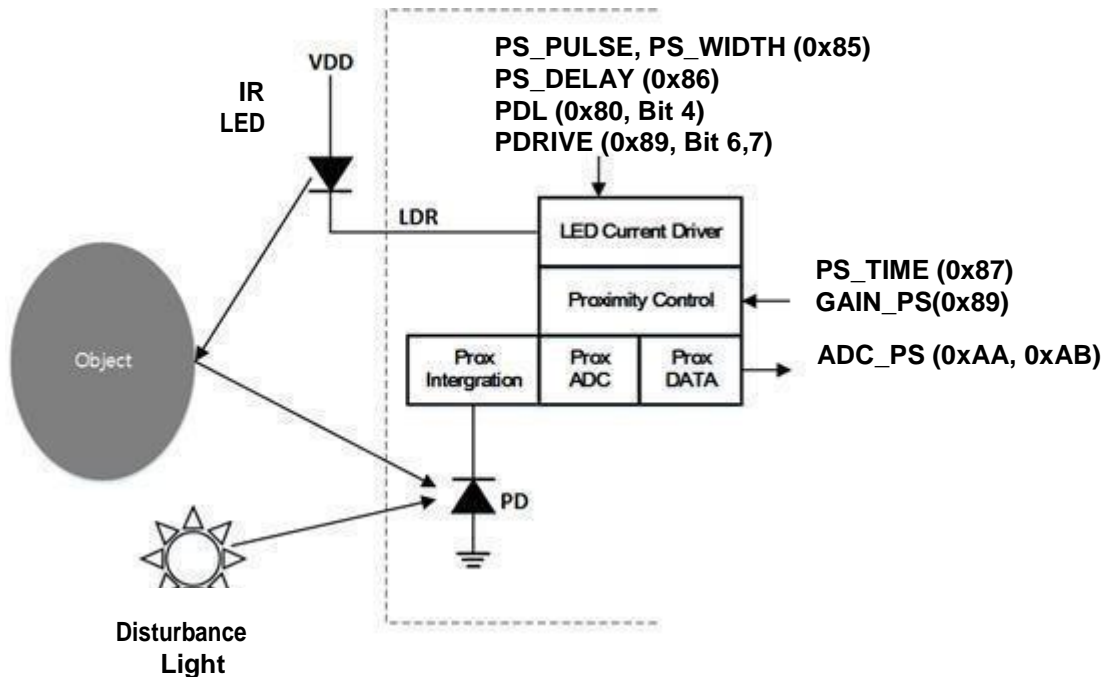 PS_PULSE, PS_WIDTH (0x85)
PS_DELAY (0x86)
PDL (0x80, Bit 4)
PDRIVE (0x89, Bit 6,7)
VDD
IR
LED
LDR
LED Current Driver
Proximity Control
PS_TIME (0x87)
GAIN_PS(0x89)
Prox
Intergration
Prox
ADC
Prox
DATA
ADC_PS (0xAA, 0xAB)
Object
PD
Disturbance
Light